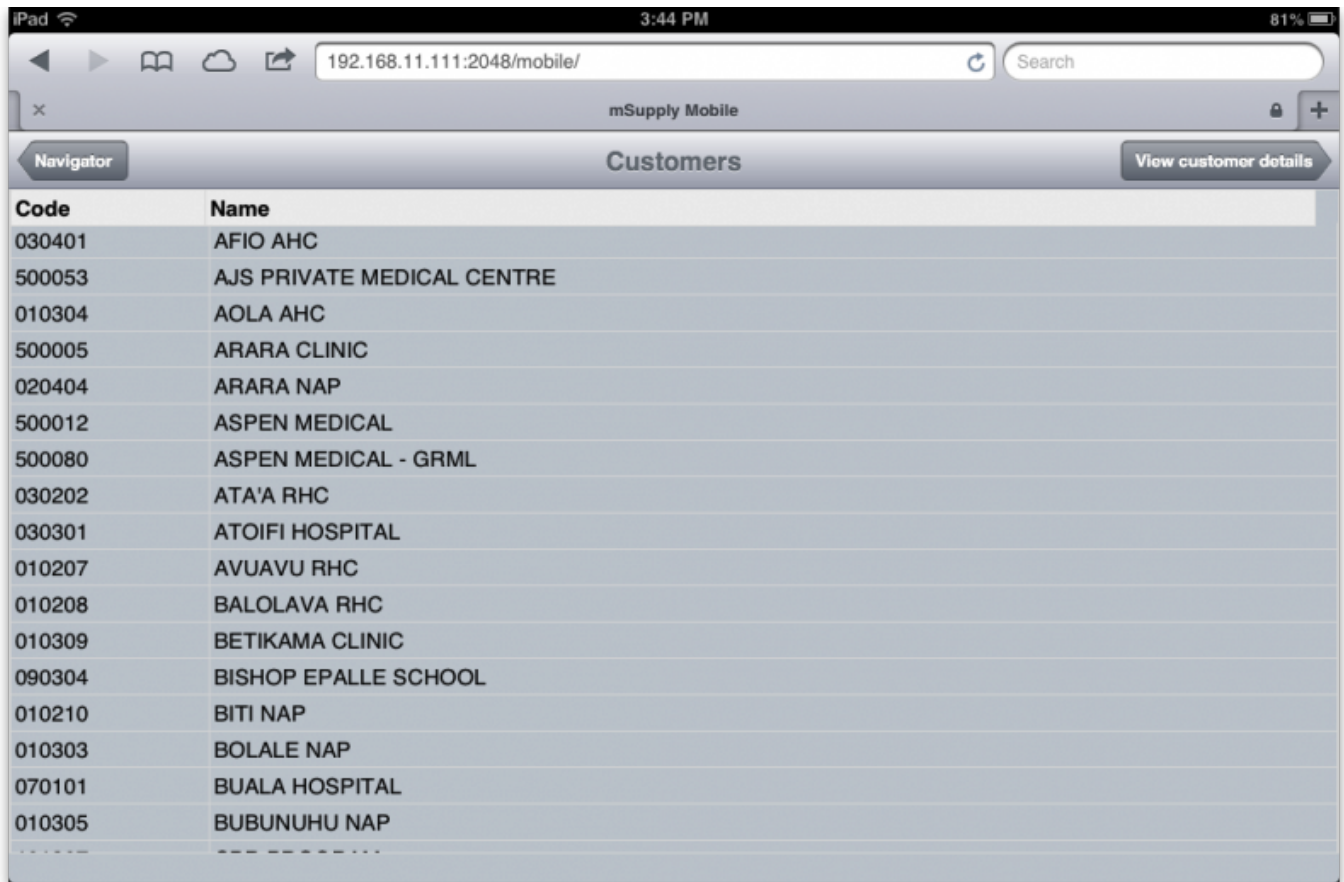 iPad 3:44 PM 81%
192.168.11.111:2048/mobile/ Search
mSupply Mobile
Navigator Customers View customer details
Code Name
030401 AFIO AHC
500053 AJS PRIVATE MEDICAL CENTRE
010304 AOLA AHC
500005 ARARA CLINIC
020404 ARARA NAP
500012 ASPEN MEDICAL
500080 ASPEN MEDICAL - GRML
030202 ATA'A RHC
030301 ATOIFI HOSPITAL
010207 AVUAVU RHC
010208 BALOLAVA RHC
010309 BETIKAMA CLINIC
090304 BISHOP EPALLE SCHOOL
010210 BITI NAP
010303 BOLALE NAP
070101 BUALA HOSPITAL
010305 BUBUNUHU NAP